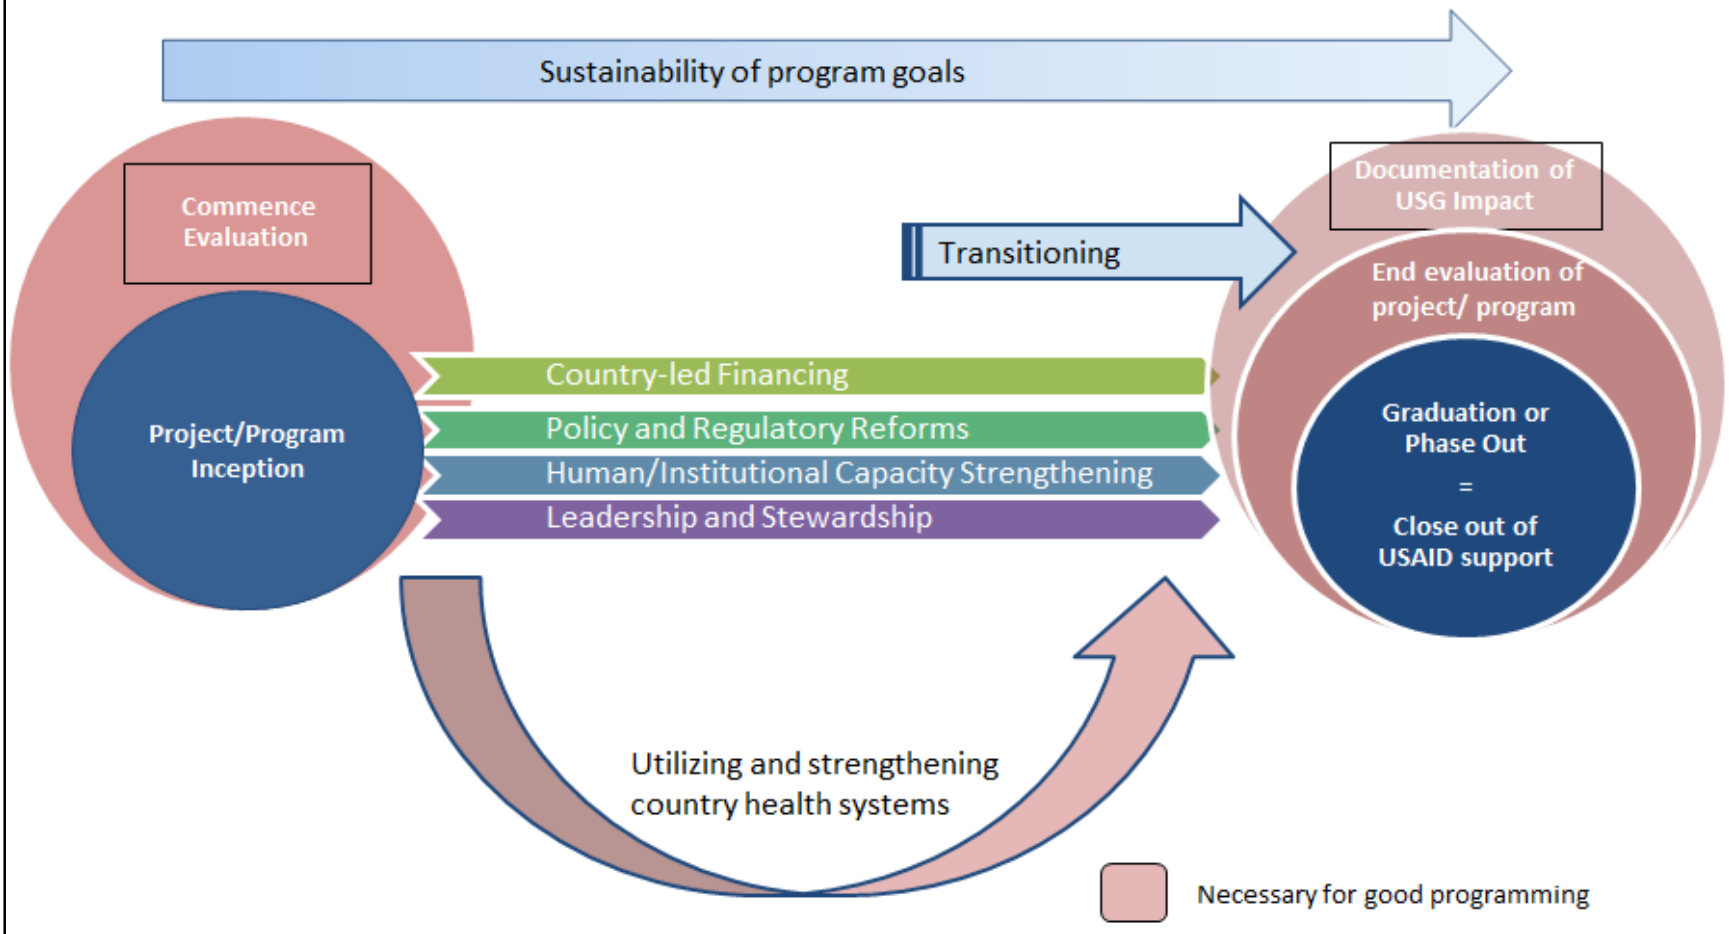 Sustainability of program goals
Commence
Evaluation
Project/Program
Inception
Transitioning
Country-led Financing
Policy and Regulatory Reforms
Human/Institutional Capacity Strengthening
Leadership and Stewardship
Documentation of
USG Impact
End evaluation of
project/ program
Graduation or
Phase Out
=
Close out of
USAID support
Utilizing and strengthening
country health systems
Necessary for good programming